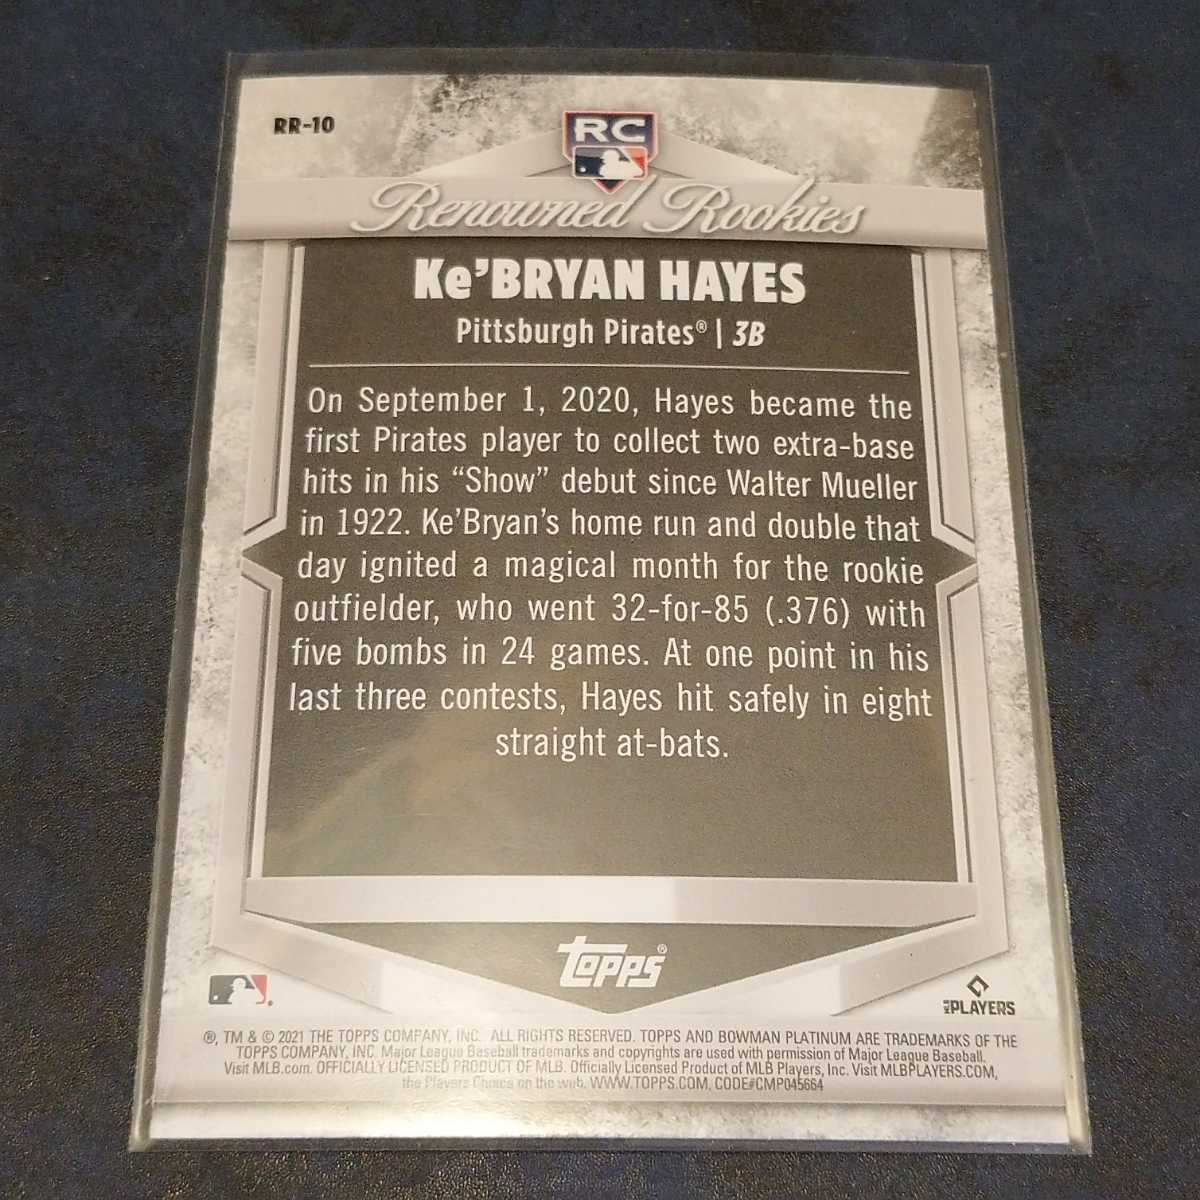 RR-10
RC
Renowned Rookies
Ke'BRYAN HAYES
Pittsburgh Pirates® | 3B
On September 1, 2020, Hayes became the
first Pirates player to collect two extra-base
hits in his “Show” debut since Walter Mueller
in 1922. Ke'Bryan's home run and double that
day ignited a magical month for the rookie
outfielder, who went 32-for-85 (.376) with
five bombs in 24 games. At one point in his
last three contests, Hayes hit safely in eight
straight at-bats.
topps®
MLB PLAYERS
®, TM & © 2021 THE TOPPS COMPANY, INC. ALL RIGHTS RESERVED. TOPPS AND BOWMAN PLATINUM ARE TRADEMARKS OF THE
TOPPS COMPANY, INC. Major League Baseball trademarks and copyrights are used with permission of Major League Baseball.
Visit MLB.com. OFFICIALLY LICENSED PRODUCT OF MLB. Officially Licensed Product of MLB Players, Inc. Visit MLBPLAYERS.COM,
the Players Choice on the web. WWW.TOPPS.COM, CODE#CMP045664